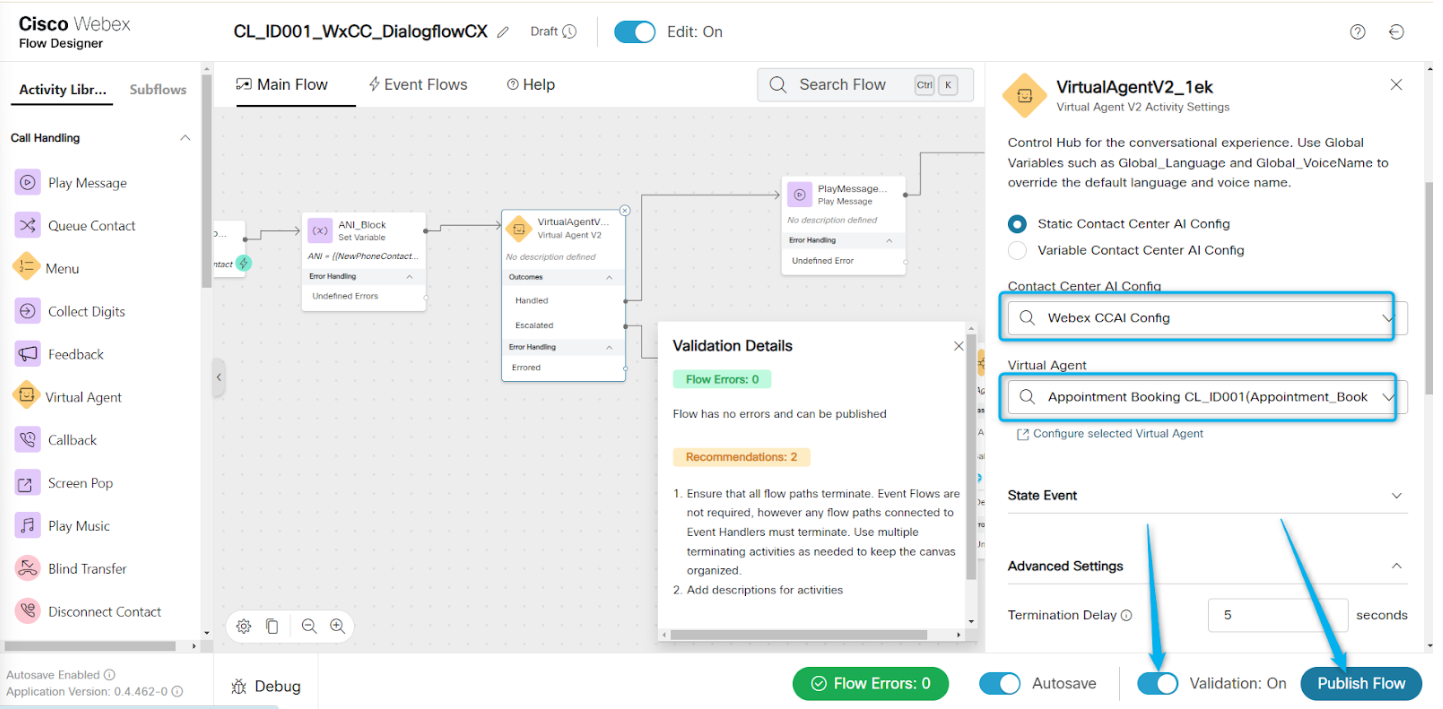 Cisco Webex
Flow Designer
CL_ID001_WxCC_DialogflowCX
Draft
Edit: On
Activity Libr...
Subflows
Main Flow
Event Flows
Help
Search Flow
Ctrl
K
Call Handling
Play Message
Queue Contact
Menu
Collect Digits
Feedback
Virtual Agent
Callback
Screen Pop
Play Music
Blind Transfer
Disconnect Contact
ANI_Block
Set Variable
ANI = {{NewPhoneContact...
Error Handling
Undefined Errors
VirtualAgentV...
Virtual Agent V2
No description defined
Outcomes
Handled
Escalated
Error Handling
Errored
PlayMessage...
Play Message
No description defined
Error Handling
Undefined Error
Validation Details
Flow Errors: 0
Flow has no errors and can be published
Recommendations: 2
1. Ensure that all flow paths terminate. Event Flows are
not required, however any flow paths connected to
Event Handlers must terminate. Use multiple
terminating activities as needed to keep the canvas
organized.
2. Add descriptions for activities
VirtualAgentV2_1ek
Virtual Agent V2 Activity Settings
Control Hub for the conversational experience. Use Global
Variables such as Global_Language and Global_VoiceName to
override the default language and voice name.
Static Contact Center AI Config
Variable Contact Center AI Config
Contact Center AI Config
Webex CCAI Config
Virtual Agent
Appointment Booking CL_ID001(Appointment_Book
Configure selected Virtual Agent
State Event
Advanced Settings
Termination Delay
5
seconds
Autosave Enabled
Application Version: 0.4.462-0
Debug
Flow Errors: 0
Autosave
Validation: On
Publish Flow